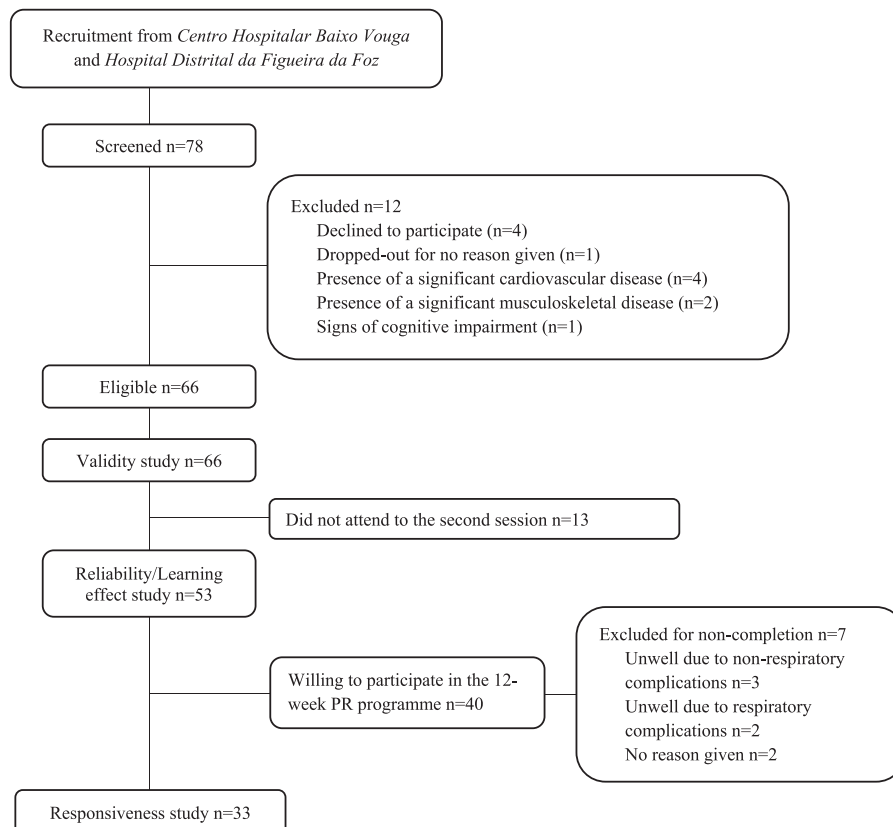 Recruitment from Centro Hospitalar Baixo Vouga
and Hospital Distrital da Figueira da Foz
Screened n=78
Excluded n=12
Declined to participate (n=4)
Dropped-out for no reason given (n=1)
Presence of a significant cardiovascular disease (n=4)
Presence of a significant musculoskeletal disease (n=2)
Signs of cognitive impairment (n=1)
Eligible n=66
Validity study n=66
Did not attend to the second session n=13
Reliability/Learning
effect study n=53
Willing to participate in the 12-
week PR programme n=40
Excluded for non-completion n=7
Unwell due to non-respiratory
complications n=3
Unwell due to respiratory
complications n=2
No reason given n=2
Responsiveness study n=33